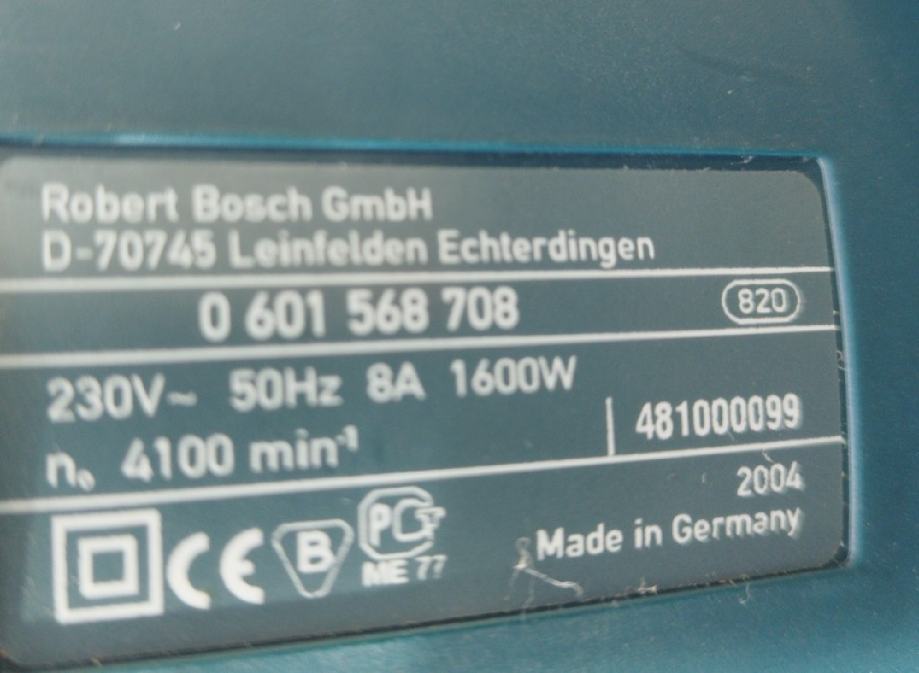 Robert Bosch GmbH
D-70745 Leinfelden Echterdingen
0 601 568 708 820
230V~ 50Hz 8A 1600W
n₀ 4100 min⁻¹ 481000099
2004
CE B PC Made in Germany
ME 77